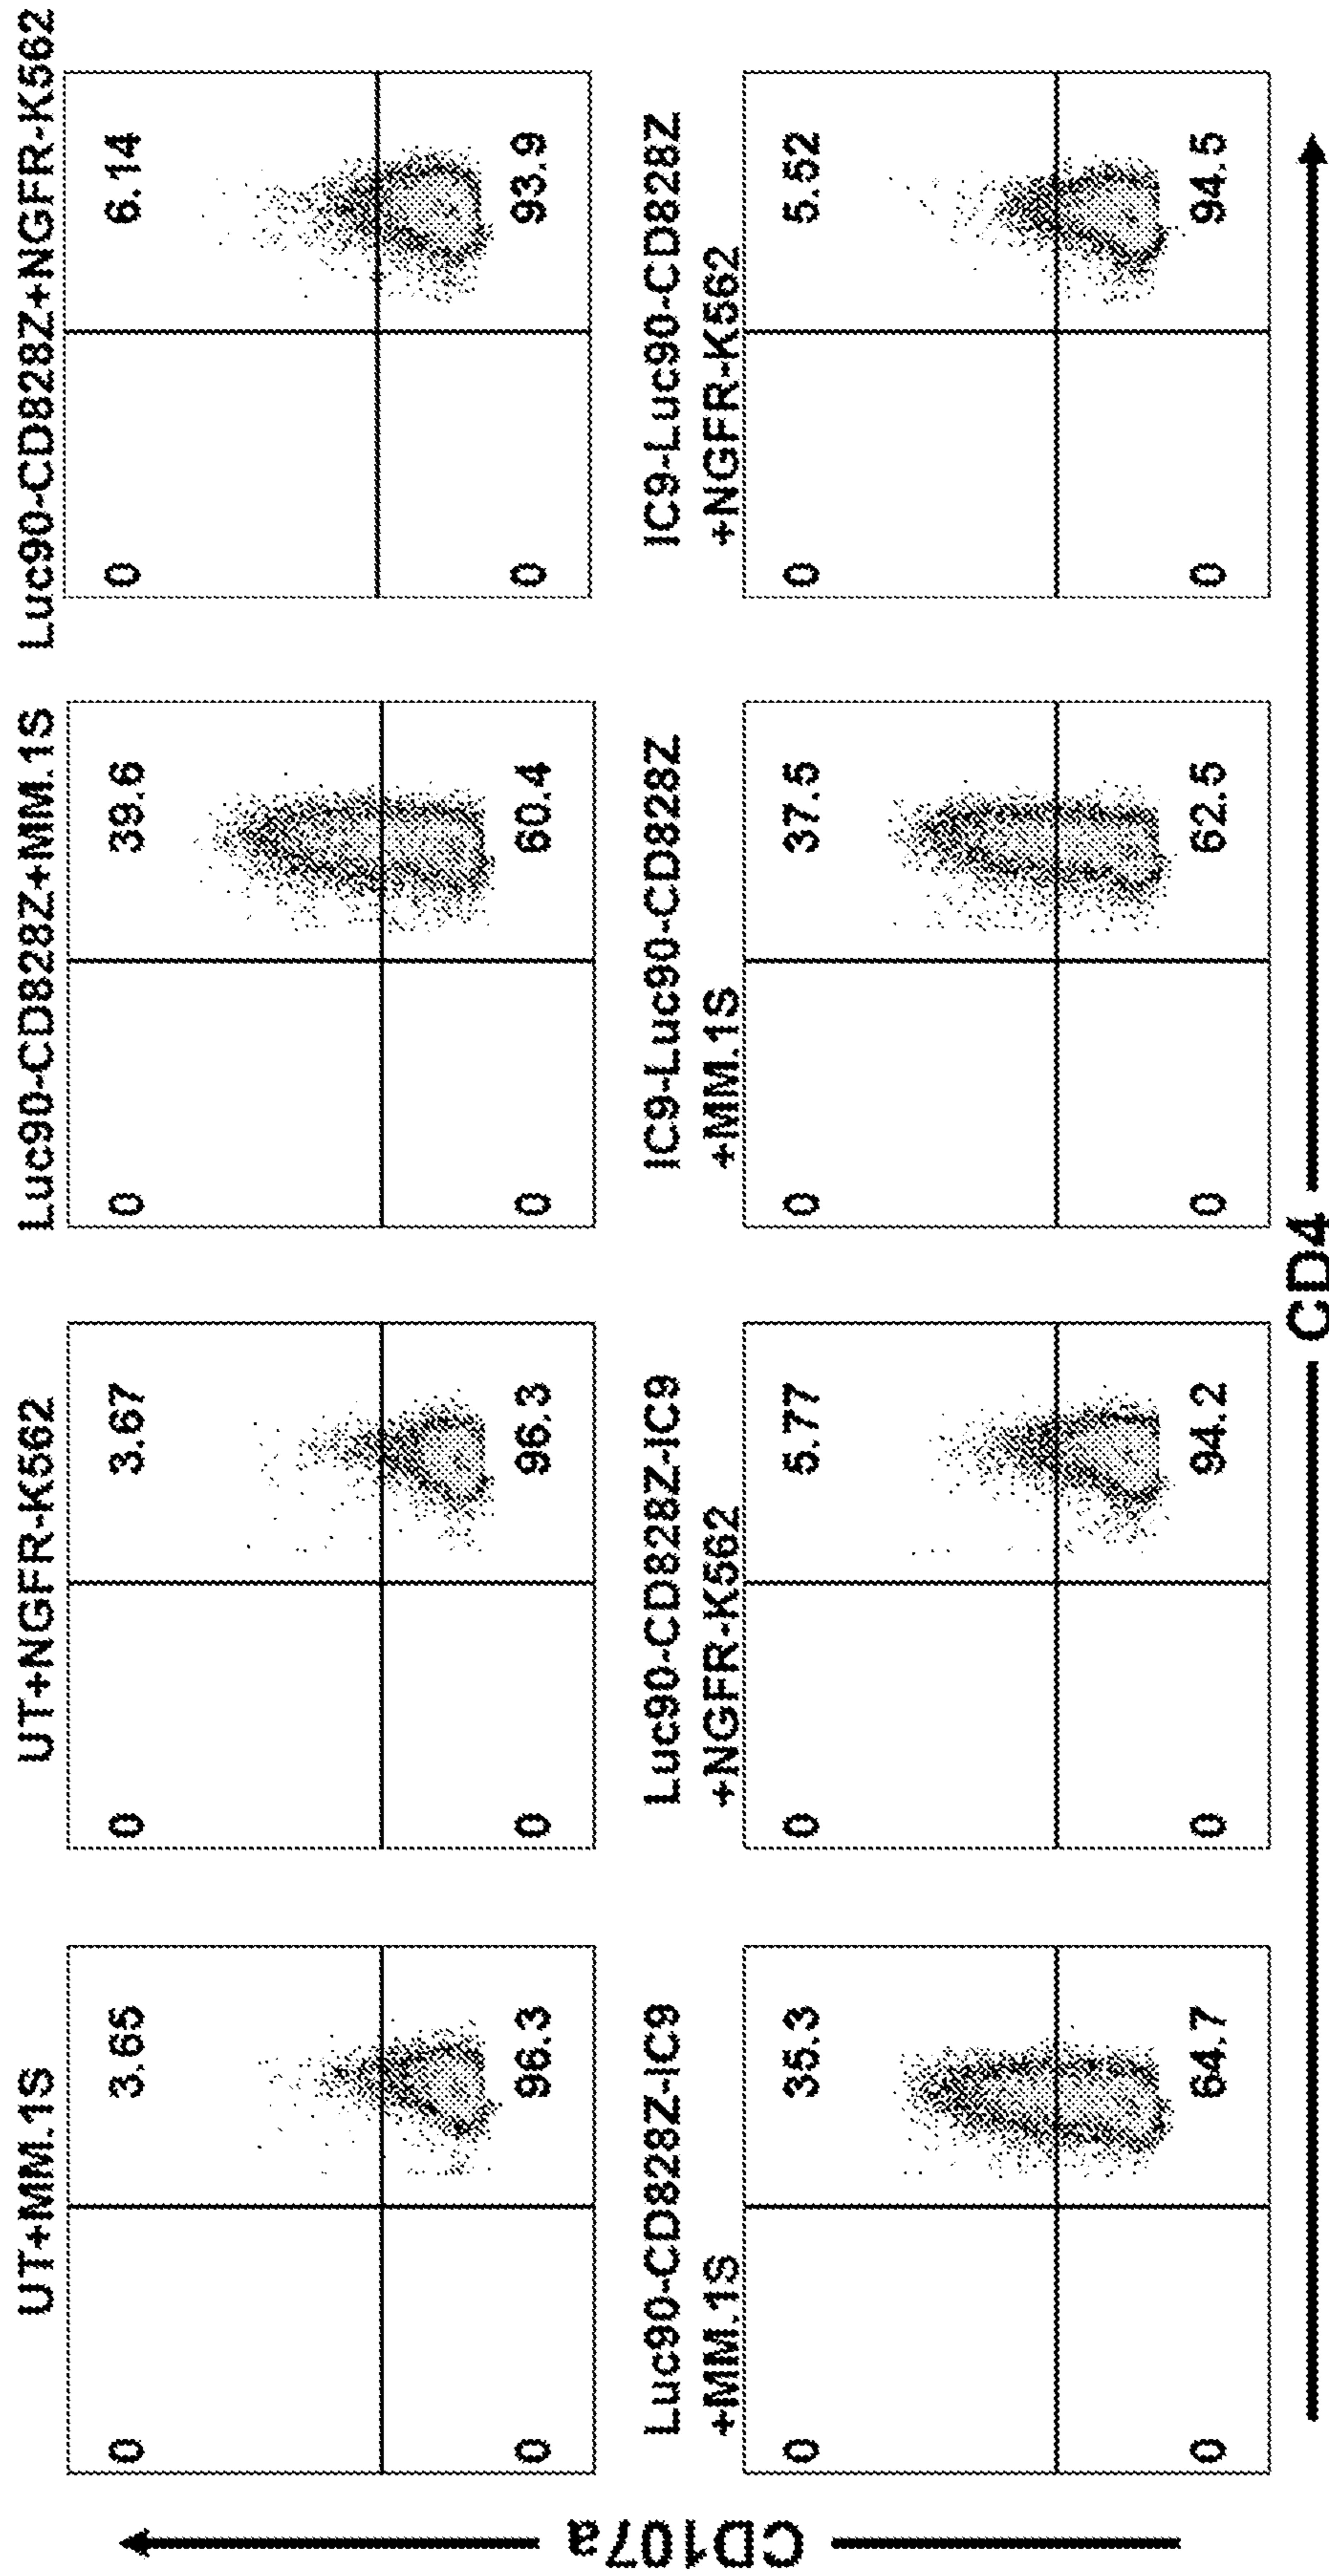 UT+MM.1S
3.65
0
96.3
0
UT+NGFR-K562
3.67
0
96.3
0
Luc90-CD828Z+MM.1S
39.6
0
60.4
0
Luc90-CD828Z+NGFR-K562
6.14
0
93.9
0
Luc90-CD828Z-IC9
+MM.1S
35.3
0
64.7
0
Luc90-CD828Z-IC9
+NGFR-K562
5.77
0
94.2
0
IC9-Luc90-CD828Z
+MM.1S
37.5
0
62.5
0
IC9-Luc90-CD828Z
+NGFR-K562
5.52
0
94.5
0
CD107a
CD4